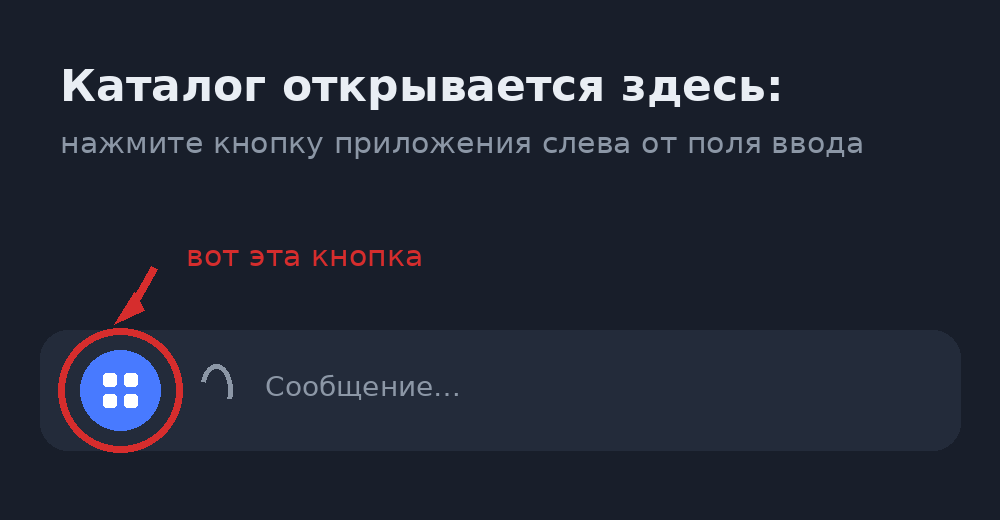 Каталог открывается здесь:
нажмите кнопку приложения слева от поля ввода
вот эта кнопка
Сообщение...